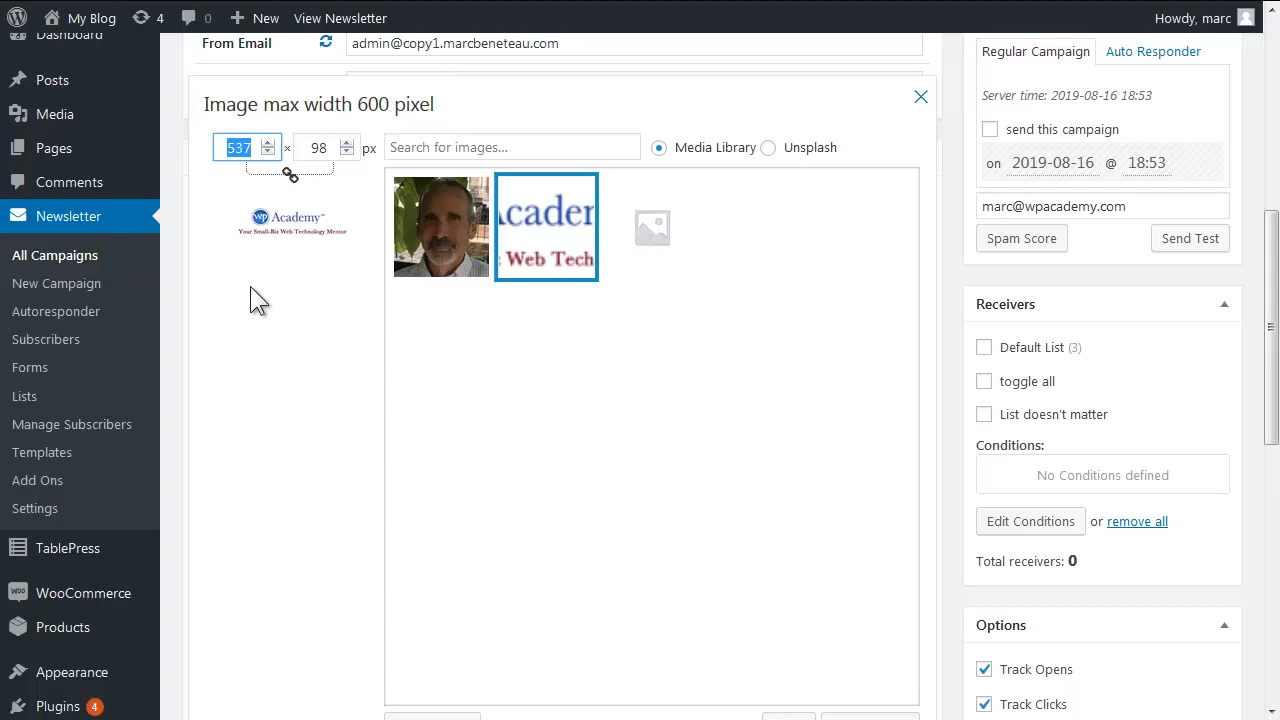 My Blog
4
0
New
View Newsletter
Howdy, marc
Dashboard
Posts
Media
Pages
Comments
Newsletter
All Campaigns
New Campaign
Autoresponder
Subscribers
Forms
Lists
Manage Subscribers
Templates
Add Ons
Settings
TablePress
WooCommerce
Products
Appearance
Plugins 4
From Email
admin@copy1.marcbeneteau.com
Image max width 600 pixel
537 × 98 px
Search for images...
Media Library
Unsplash
wp Academy™
Your Small-Biz Web Technology Mentor
Acader
Web Tech
Regular Campaign
Auto Responder
Server time: 2019-08-16 18:53
send this campaign
on 2019-08-16 @ 18:53
marc@wpacademy.com
Spam Score
Send Test
Receivers
Default List (3)
toggle all
List doesn't matter
Conditions:
No Conditions defined
Edit Conditions or remove all
Total receivers: 0
Options
Track Opens
Track Clicks